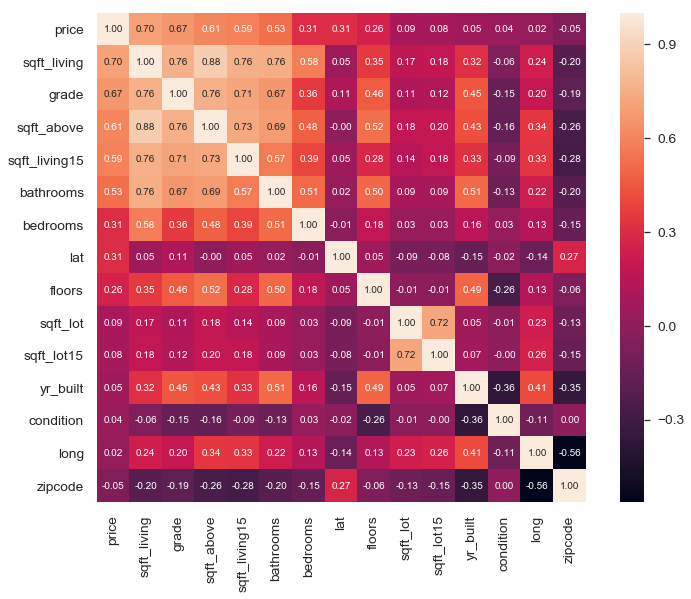 price 1.00 0.70 0.67 0.61 0.59 0.53 0.31 0.31 0.26 0.09 0.08 0.05 0.04 0.02 -0.05
sqft_living 0.70 1.00 0.76 0.88 0.76 0.76 0.58 0.05 0.35 0.17 0.18 0.32 -0.06 0.24 -0.20
grade 0.67 0.76 1.00 0.76 0.71 0.67 0.36 0.11 0.46 0.11 0.12 0.45 -0.15 0.20 -0.19
sqft_above 0.61 0.88 0.76 1.00 0.73 0.69 0.48 -0.00 0.52 0.18 0.20 0.43 -0.16 0.34 -0.26
sqft_living15 0.59 0.76 0.71 0.73 1.00 0.57 0.39 0.05 0.28 0.14 0.18 0.33 -0.09 0.33 -0.28
bathrooms 0.53 0.76 0.67 0.69 0.57 1.00 0.51 0.02 0.50 0.09 0.09 0.51 -0.13 0.22 -0.20
bedrooms 0.31 0.58 0.36 0.48 0.39 0.51 1.00 -0.01 0.18 0.03 0.03 0.16 0.03 0.13 -0.15
lat 0.31 0.05 0.11 -0.00 0.05 0.02 -0.01 1.00 0.05 -0.09 -0.08 -0.15 -0.02 -0.14 0.27
floors 0.26 0.35 0.46 0.52 0.28 0.50 0.18 0.05 1.00 -0.01 -0.01 0.49 -0.26 0.13 -0.06
sqft_lot 0.09 0.17 0.11 0.18 0.14 0.09 0.03 -0.09 -0.01 1.00 0.72 0.05 -0.01 0.23 -0.13
sqft_lot15 0.08 0.18 0.12 0.20 0.18 0.09 0.03 -0.08 -0.01 0.72 1.00 0.07 -0.00 0.26 -0.15
yr_built 0.05 0.32 0.45 0.43 0.33 0.51 0.16 -0.15 0.49 0.05 0.07 1.00 -0.36 0.41 -0.35
condition 0.04 -0.06 -0.15 -0.16 -0.09 -0.13 0.03 -0.02 -0.26 -0.01 -0.00 -0.36 1.00 -0.11 0.00
long 0.02 0.24 0.20 0.34 0.33 0.22 0.13 -0.14 0.13 0.23 0.26 0.41 -0.11 1.00 -0.56
zipcode -0.05 -0.20 -0.19 -0.26 -0.28 -0.20 -0.15 0.27 -0.06 -0.13 -0.15 -0.35 0.00 -0.56 1.00
price sqft_living grade sqft_above sqft_living15 bathrooms bedrooms lat floors sqft_lot sqft_lot15 yr_built condition long zipcode
0.9
0.6
0.3
0.0
−0.3